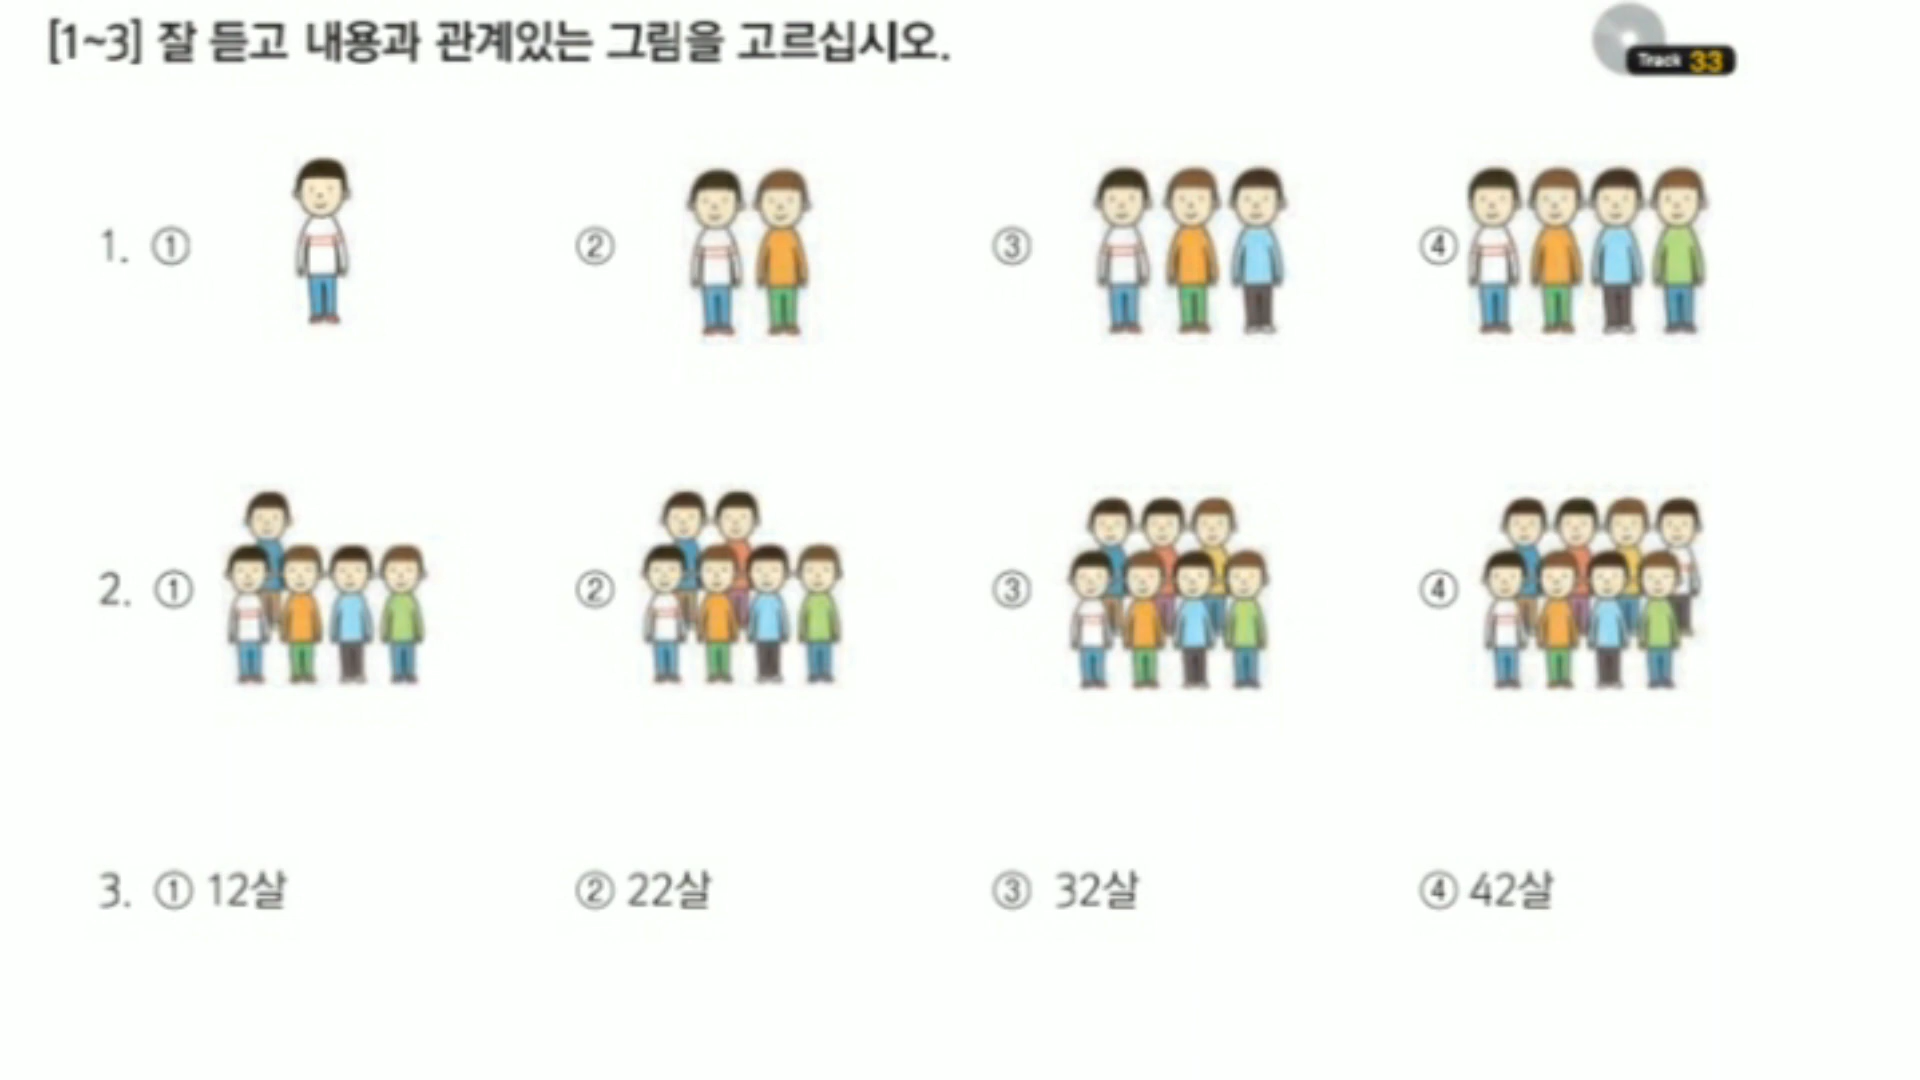 [1~3] 잘 듣고 내용과 관계있는 그림을 고르십시오.
Track 33
1. ① ② ③ ④
2. ① ② ③ ④
3. ① 12살 ② 22살 ③ 32살 ④ 42살